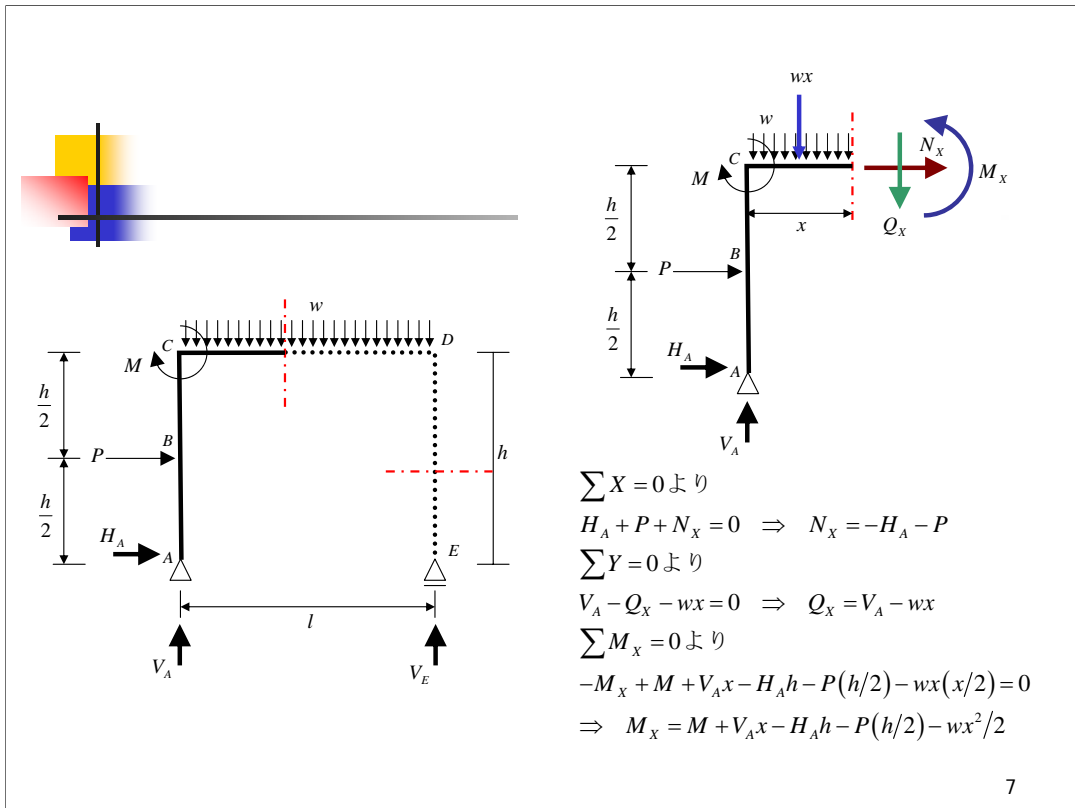 w
C
D
M
h/2
B
P
h
h/2
H_A
A
E
l
V_A
V_E
wx
w
C
N_X
M
M_X
h/2
x
Q_X
B
P
h/2
H_A
A
V_A
∑X = 0より
H_A + P + N_X = 0 ⇒ N_X = −H_A − P
∑Y = 0より
V_A − Q_X − wx = 0 ⇒ Q_X = V_A − wx
∑M_X = 0より
−M_X + M + V_A x − H_A h − P(h/2) − wx(x/2) = 0
⇒ M_X = M + V_A x − H_A h − P(h/2) − wx²/2
7